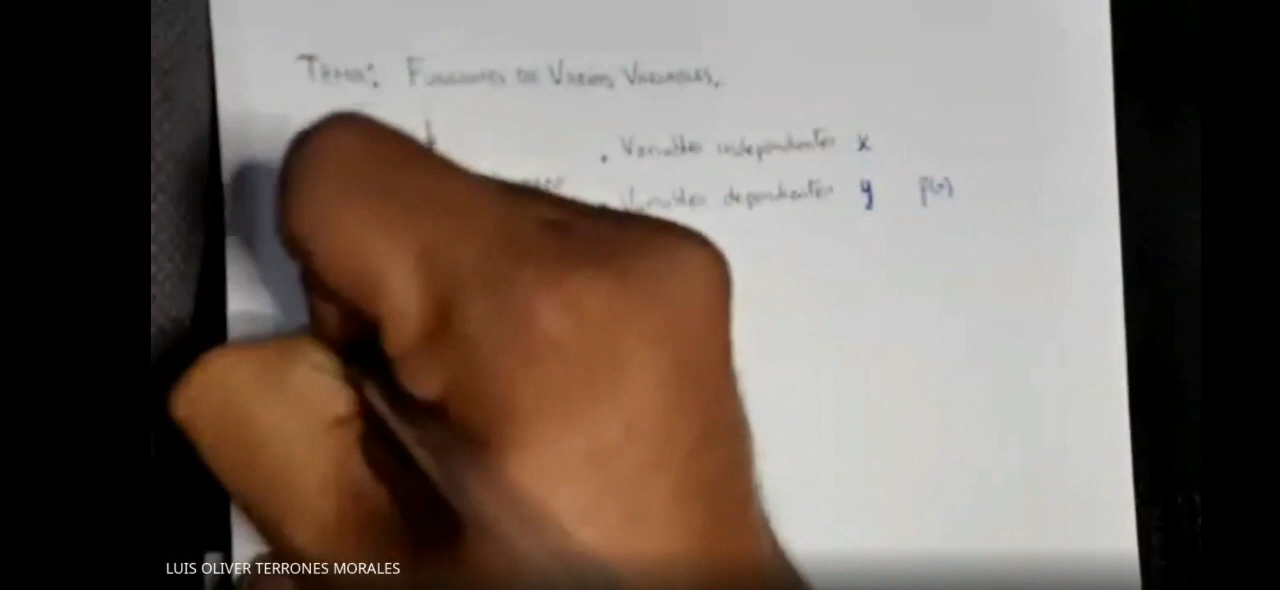 Tema: Funciones de Varias Variables.
. Variables independientes x
Variables dependientes y f(x)
LUIS OLIVER TERRONES MORALES